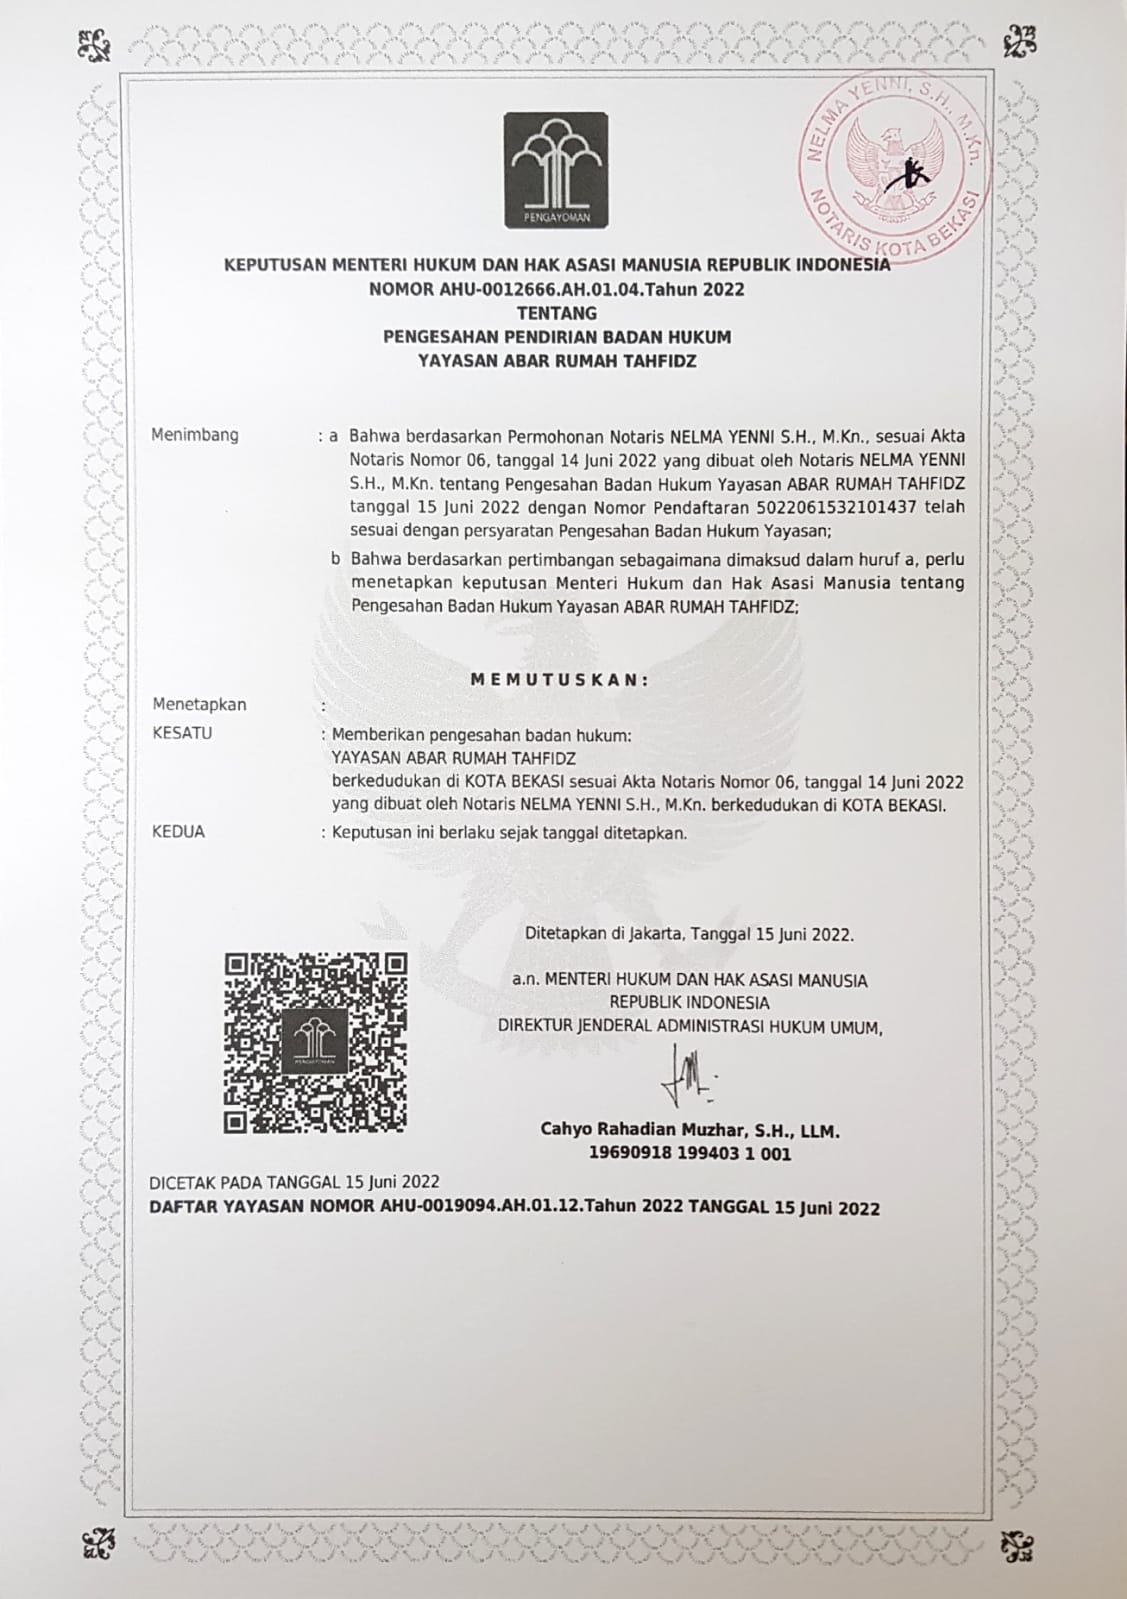 PENGAYOMAN
NELMA YENNI, S.H., M.Kn.
NOTARIS KOTA BEKASI
KEPUTUSAN MENTERI HUKUM DAN HAK ASASI MANUSIA REPUBLIK INDONESIA
NOMOR AHU-0012666.AH.01.04.Tahun 2022
TENTANG
PENGESAHAN PENDIRIAN BADAN HUKUM
YAYASAN ABAR RUMAH TAHFIDZ
Menimbang : a Bahwa berdasarkan Permohonan Notaris NELMA YENNI S.H., M.Kn., sesuai Akta
Notaris Nomor 06, tanggal 14 Juni 2022 yang dibuat oleh Notaris NELMA YENNI
S.H., M.Kn. tentang Pengesahan Badan Hukum Yayasan ABAR RUMAH TAHFIDZ
tanggal 15 Juni 2022 dengan Nomor Pendaftaran 5022061532101437 telah
sesuai dengan persyaratan Pengesahan Badan Hukum Yayasan;
b Bahwa berdasarkan pertimbangan sebagaimana dimaksud dalam huruf a, perlu
menetapkan keputusan Menteri Hukum dan Hak Asasi Manusia tentang
Pengesahan Badan Hukum Yayasan ABAR RUMAH TAHFIDZ;
M E M U T U S K A N :
Menetapkan :
KESATU : Memberikan pengesahan badan hukum:
YAYASAN ABAR RUMAH TAHFIDZ
berkedudukan di KOTA BEKASI sesuai Akta Notaris Nomor 06, tanggal 14 Juni 2022
yang dibuat oleh Notaris NELMA YENNI S.H., M.Kn. berkedudukan di KOTA BEKASI.
KEDUA : Keputusan ini berlaku sejak tanggal ditetapkan.
Ditetapkan di Jakarta, Tanggal 15 Juni 2022.
a.n. MENTERI HUKUM DAN HAK ASASI MANUSIA
REPUBLIK INDONESIA
DIREKTUR JENDERAL ADMINISTRASI HUKUM UMUM,
PENGAYOMAN
Cahyo Rahadian Muzhar, S.H., LLM.
19690918 199403 1 001
DICETAK PADA TANGGAL 15 Juni 2022
DAFTAR YAYASAN NOMOR AHU-0019094.AH.01.12.Tahun 2022 TANGGAL 15 Juni 2022